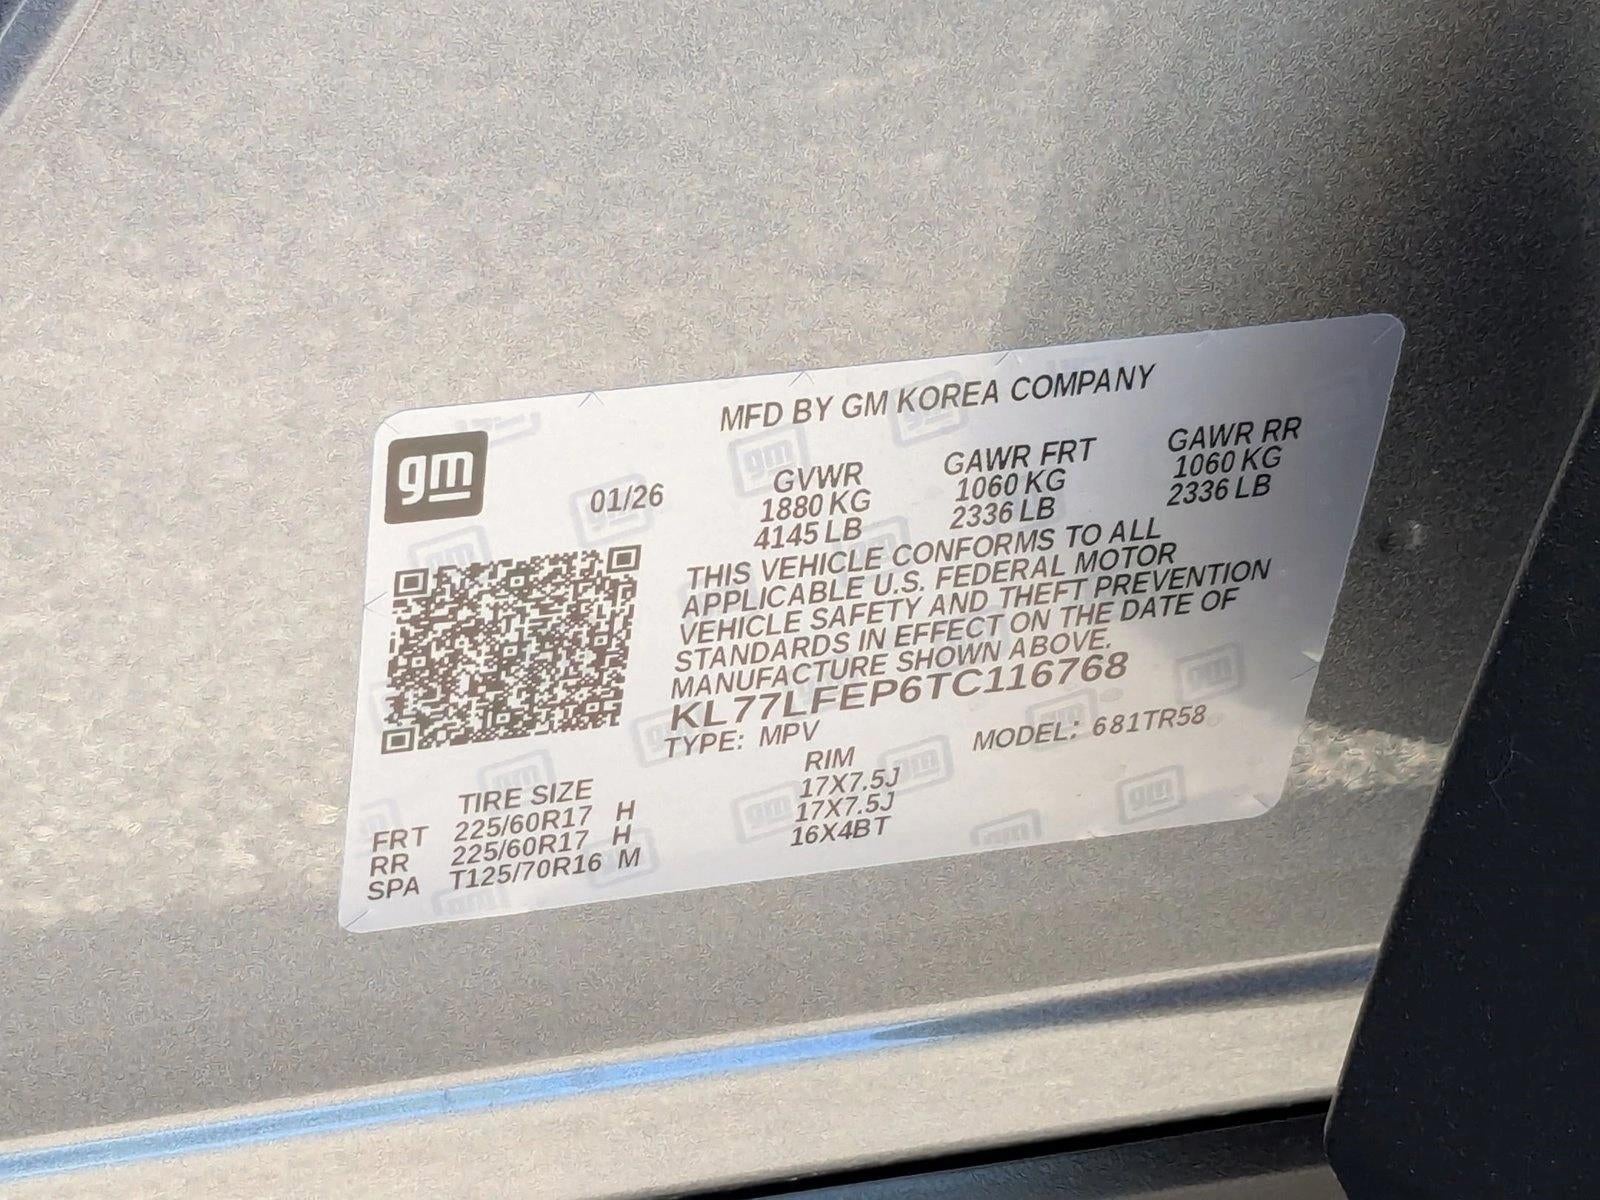 MFD BY GM KOREA COMPANY
gm
01/26
GVWR GAWR FRT GAWR RR
1880 KG 1060 KG 1060 KG
4145 LB 2336 LB 2336 LB
THIS VEHICLE CONFORMS TO ALL
APPLICABLE U.S. FEDERAL MOTOR
VEHICLE SAFETY AND THEFT PREVENTION
STANDARDS IN EFFECT ON THE DATE OF
MANUFACTURE SHOWN ABOVE.
KL77LFEP6TC116768
TYPE: MPV MODEL: 681TR58
TIRE SIZE RIM
FRT 225/60R17 H 17X7.5J
RR 225/60R17 H 17X7.5J
SPA T125/70R16 M 16X4BT